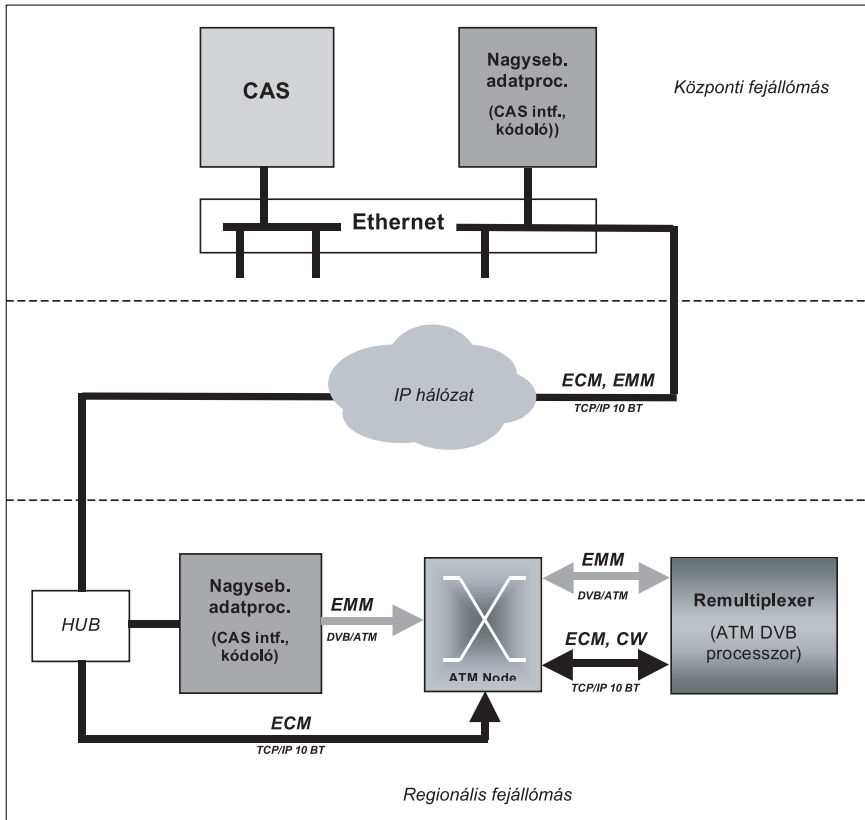 CAS
Nagyseb.
adatproc.
(CAS intf.,
kódoló))
Központi fejállómás
Ethernet
IP hálózat
ECM, EMM
TCP/IP 10 BT
HUB
Nagyseb.
adatproc.
(CAS intf.,
kódoló)
EMM
DVB/ATM
ATM Node
EMM
DVB/ATM
ECM, CW
TCP/IP 10 BT
Remultiplexer
(ATM DVB
processzor)
ECM
TCP/IP 10 BT
Regionális fejállómás